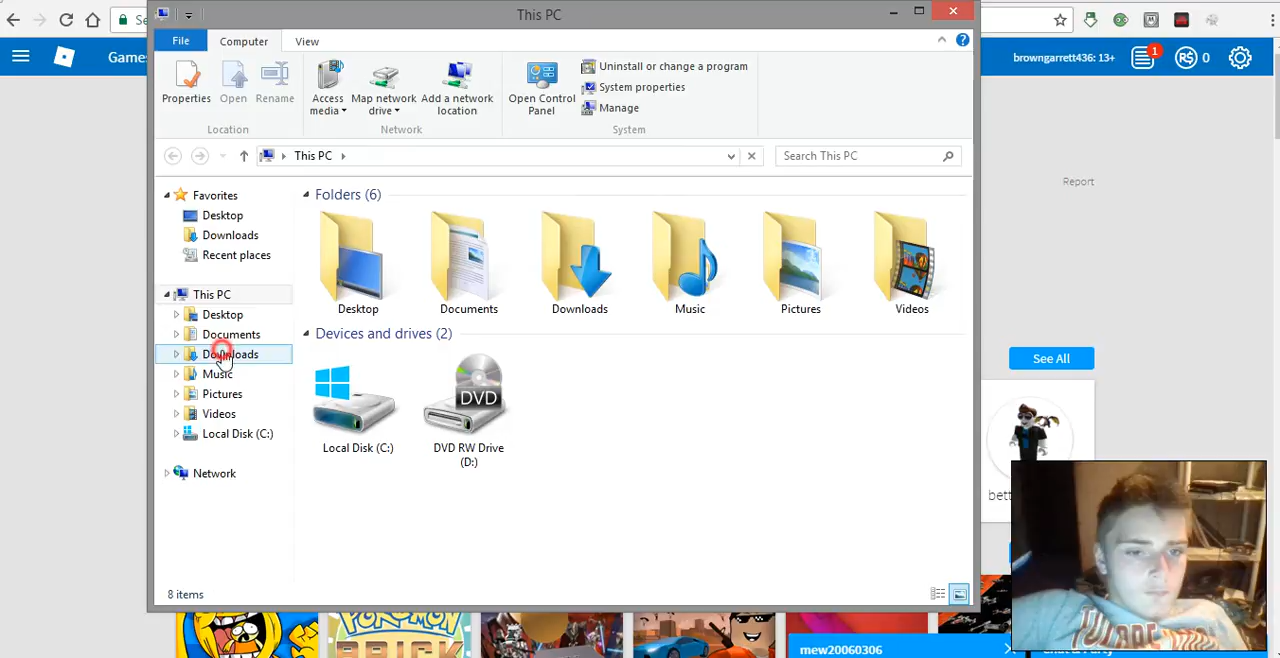 Se
This PC
File
Computer
View
Games
browngarrett436: 13+
1
R$ 0
Properties
Open
Rename
Access media
Map network drive
Add a network location
Open Control Panel
Uninstall or change a program
System properties
Manage
Location
Network
System
This PC
Search This PC
Report
Favorites
Desktop
Downloads
Recent places
This PC
Desktop
Documents
Downloads
Music
Pictures
Videos
Local Disk (C:)
Network
Folders (6)
Desktop
Documents
Downloads
Music
Pictures
Videos
Devices and drives (2)
DVD
Local Disk (C:)
DVD RW Drive (D:)
See All
bett
8 items
POKEMON
BRICK
mew20060306